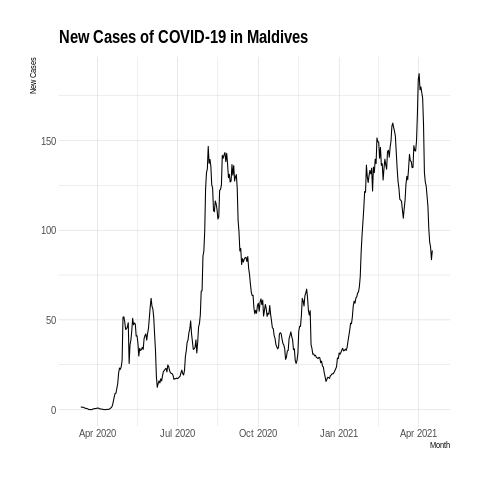 New Cases of COVID-19 in Maldives
New Cases
150
100
50
0
Apr 2020 Jul 2020 Oct 2020 Jan 2021 Apr 2021
Month